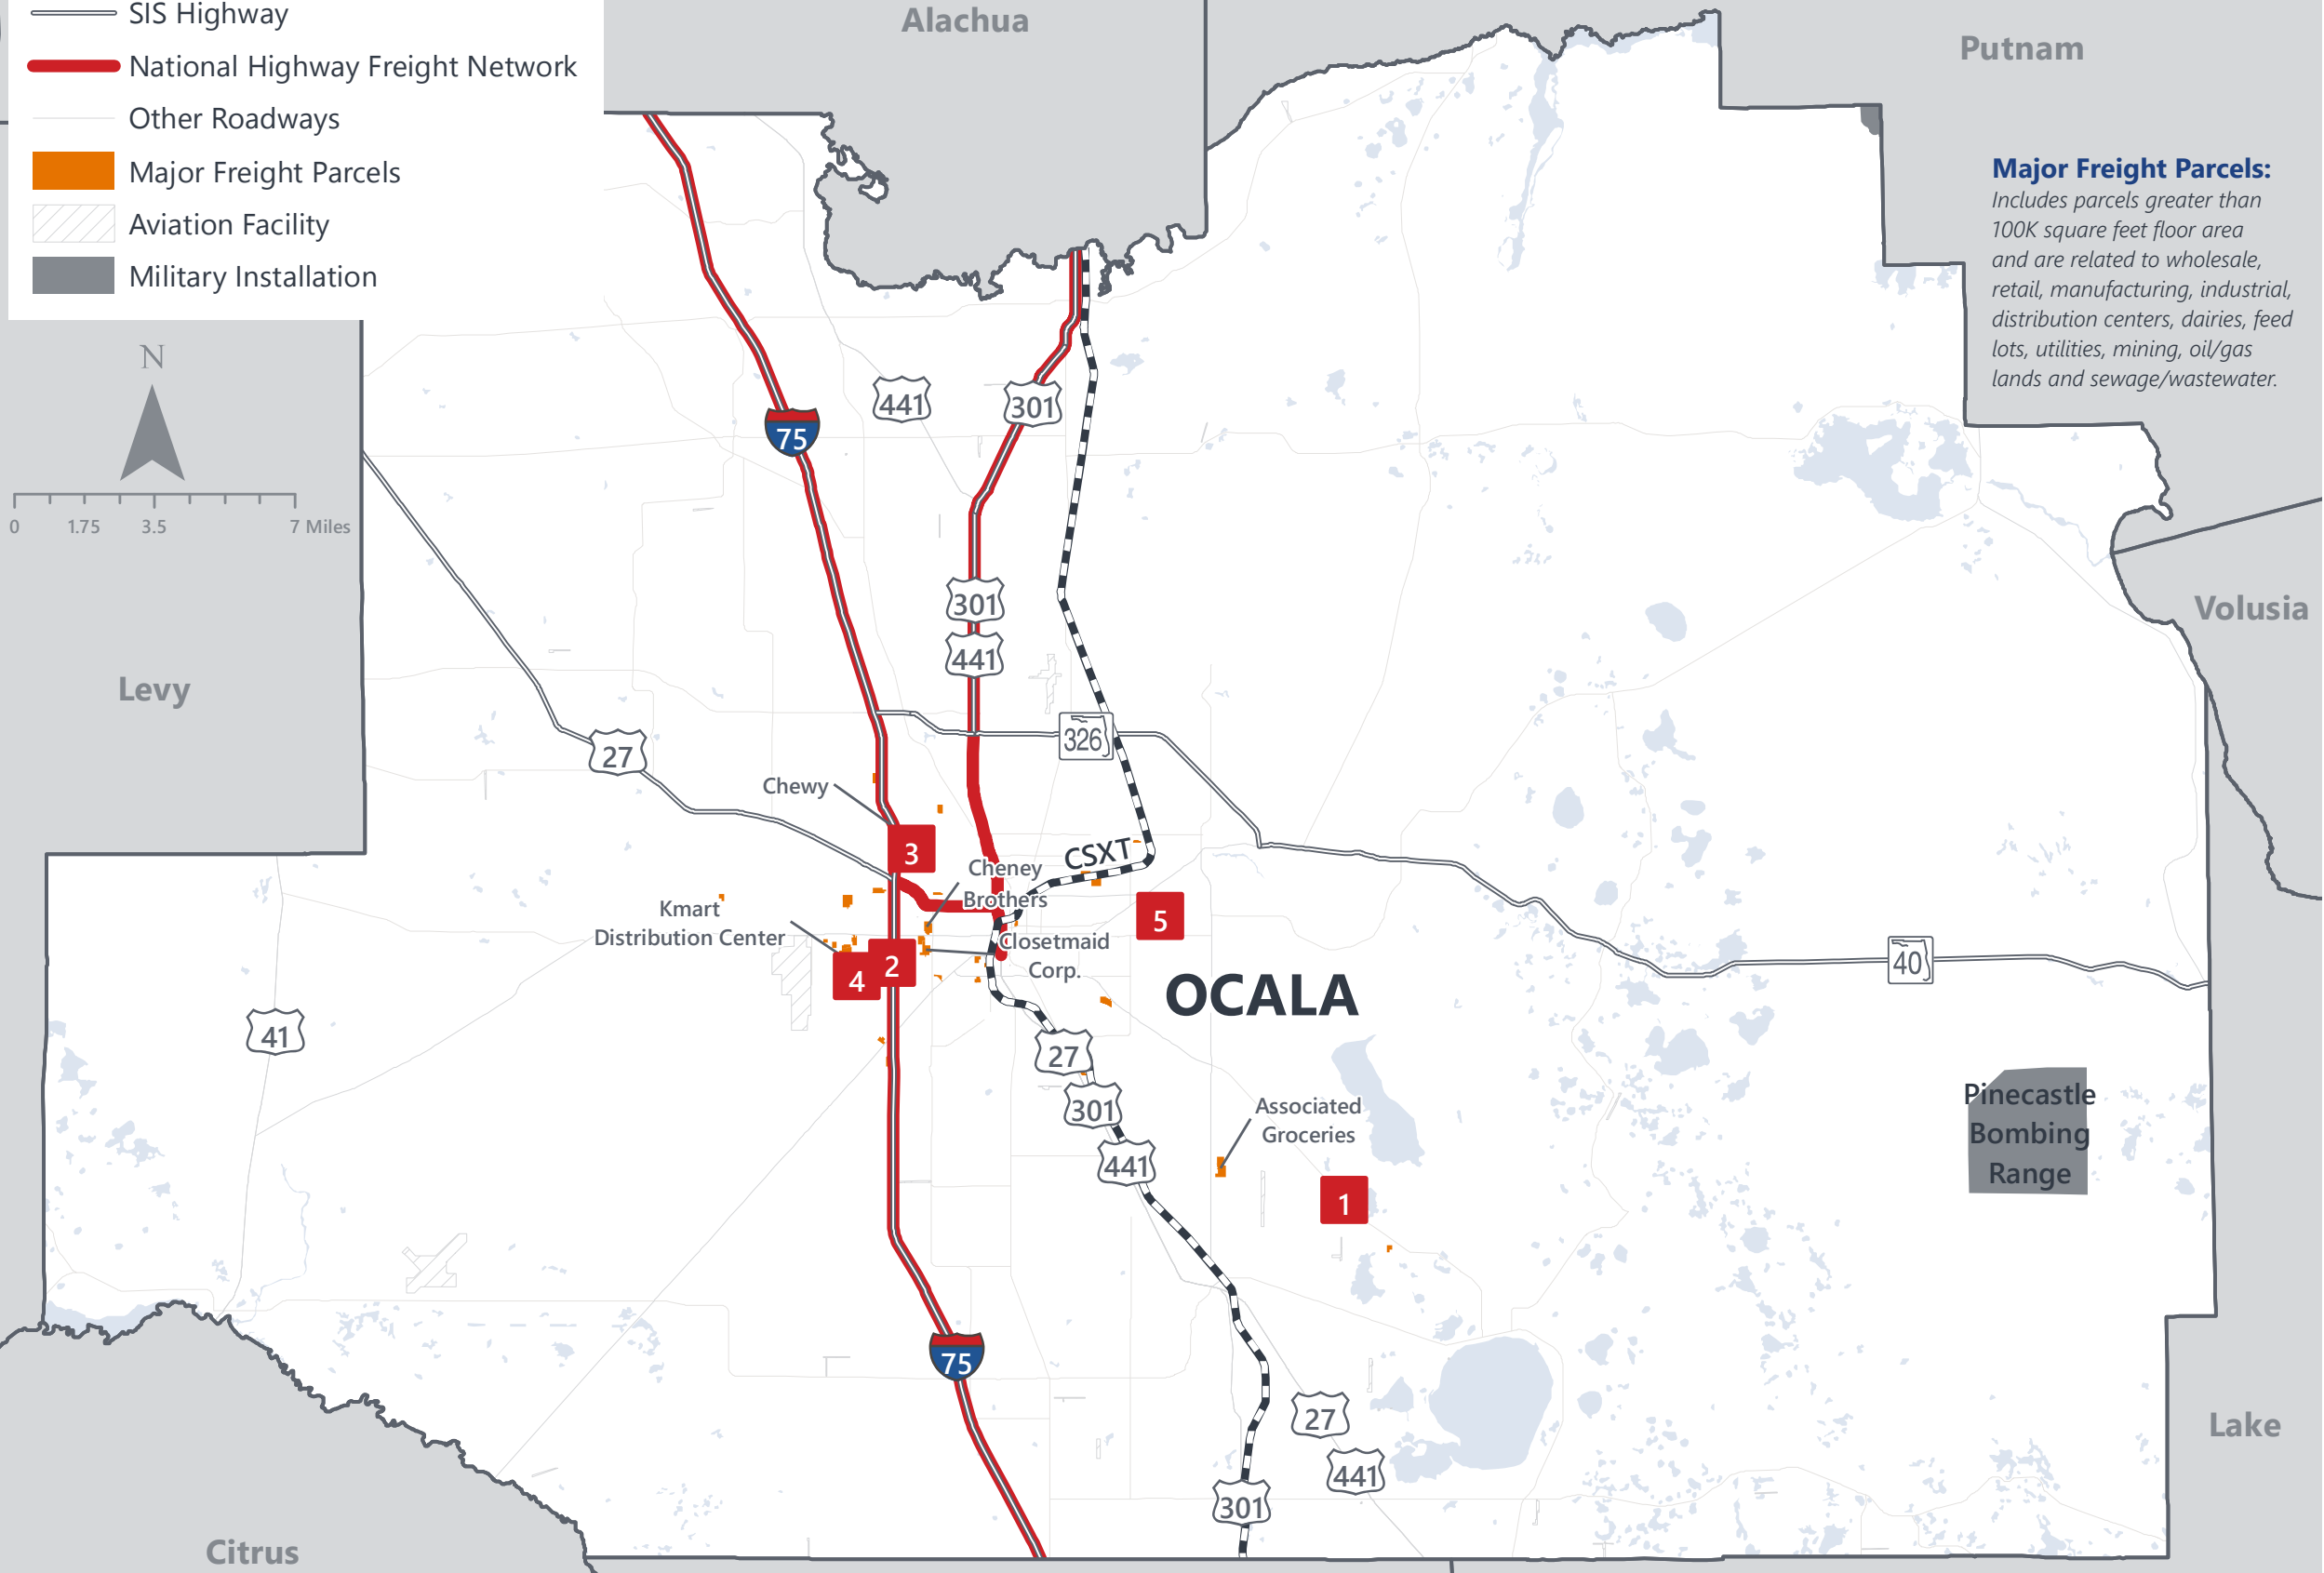 SIS Highway
National Highway Freight Network
Other Roadways
Major Freight Parcels
Aviation Facility
Military Installation
Alachua
Putnam
Major Freight Parcels:
Includes parcels greater than
100K square feet floor area
and are related to wholesale,
retail, manufacturing, industrial,
distribution centers, dairies, feed
lots, utilities, mining, oil/gas
lands and sewage/wastewater.
N
0 1.75 3.5 7 Miles
441
301
75
301
441
Levy
Volusia
27
326
Chewy
3
CSXT
Cheney
Brothers
Kmart
Distribution Center
5
Closetmaid
Corp.
2
4
40
OCALA
41
27
301
441
Associated
Groceries
Pinecastle
Bombing
Range
1
75
27
441
301
Lake
Citrus